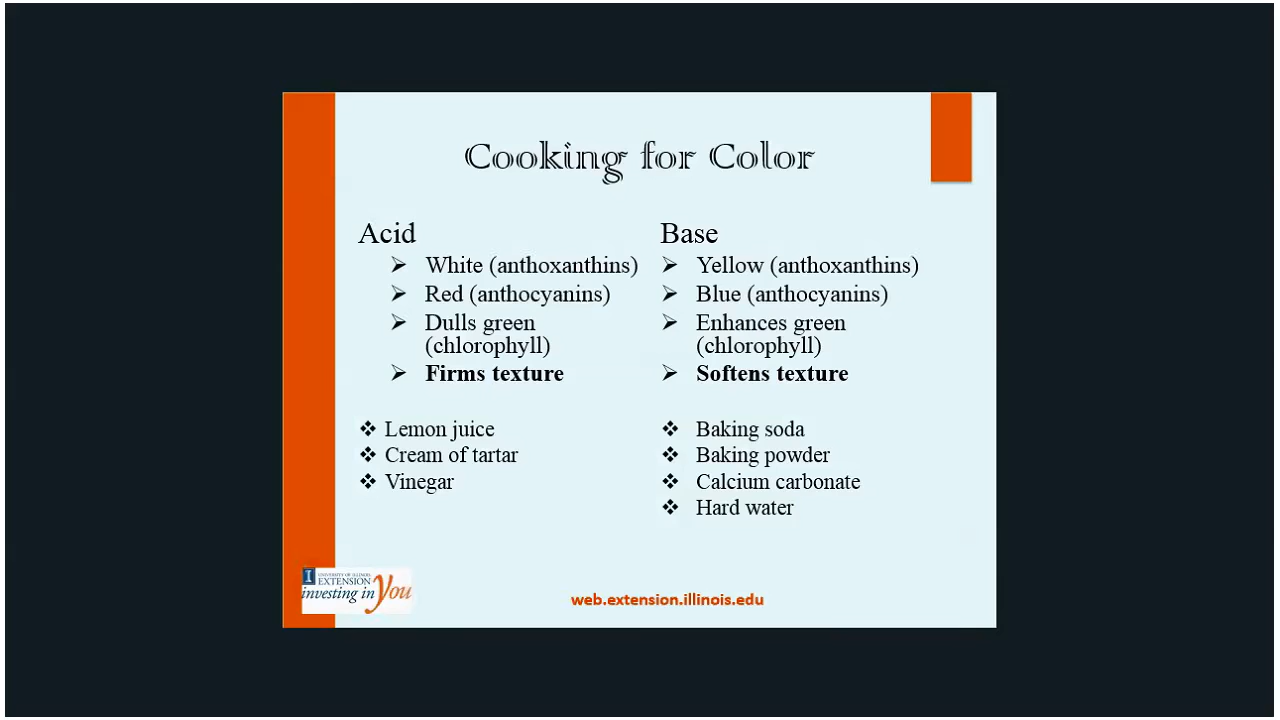 Cooking for Color
Acid
White (anthoxanthins)
Red (anthocyanins)
Dulls green
(chlorophyll)
Firms texture
Lemon juice
Cream of tartar
Vinegar
Base
Yellow (anthoxanthins)
Blue (anthocyanins)
Enhances green
(chlorophyll)
Softens texture
Baking soda
Baking powder
Calcium carbonate
Hard water
I UNIVERSITY OF ILLINOIS
EXTENSION
investing in You
web.extension.illinois.edu